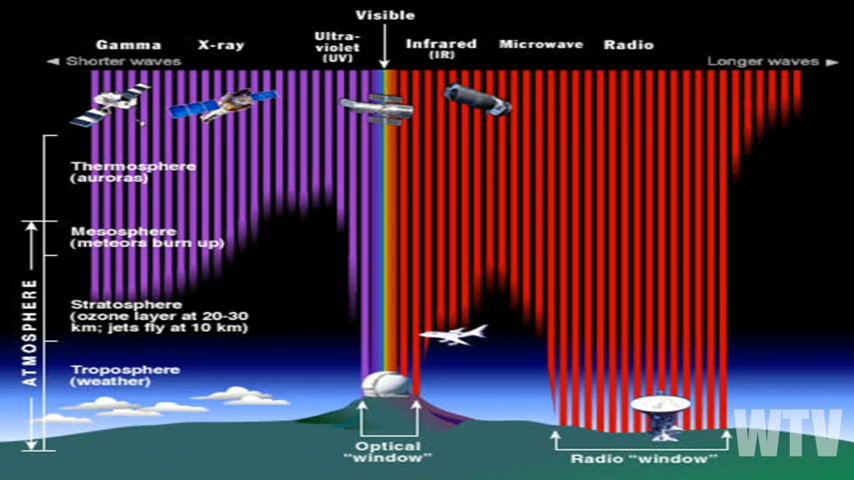 Visible
Gamma X-ray Ultra-
violet
(UV) Infrared
(IR) Microwave Radio
◄ Shorter waves Longer waves ►
Thermosphere
(auroras)
Mesosphere
(meteors burn up)
Stratosphere
(ozone layer at 20-30
km; jets fly at 10 km)
Troposphere
(weather)
ATMOSPHERE
Optical
"window"
Radio "window"
WTV